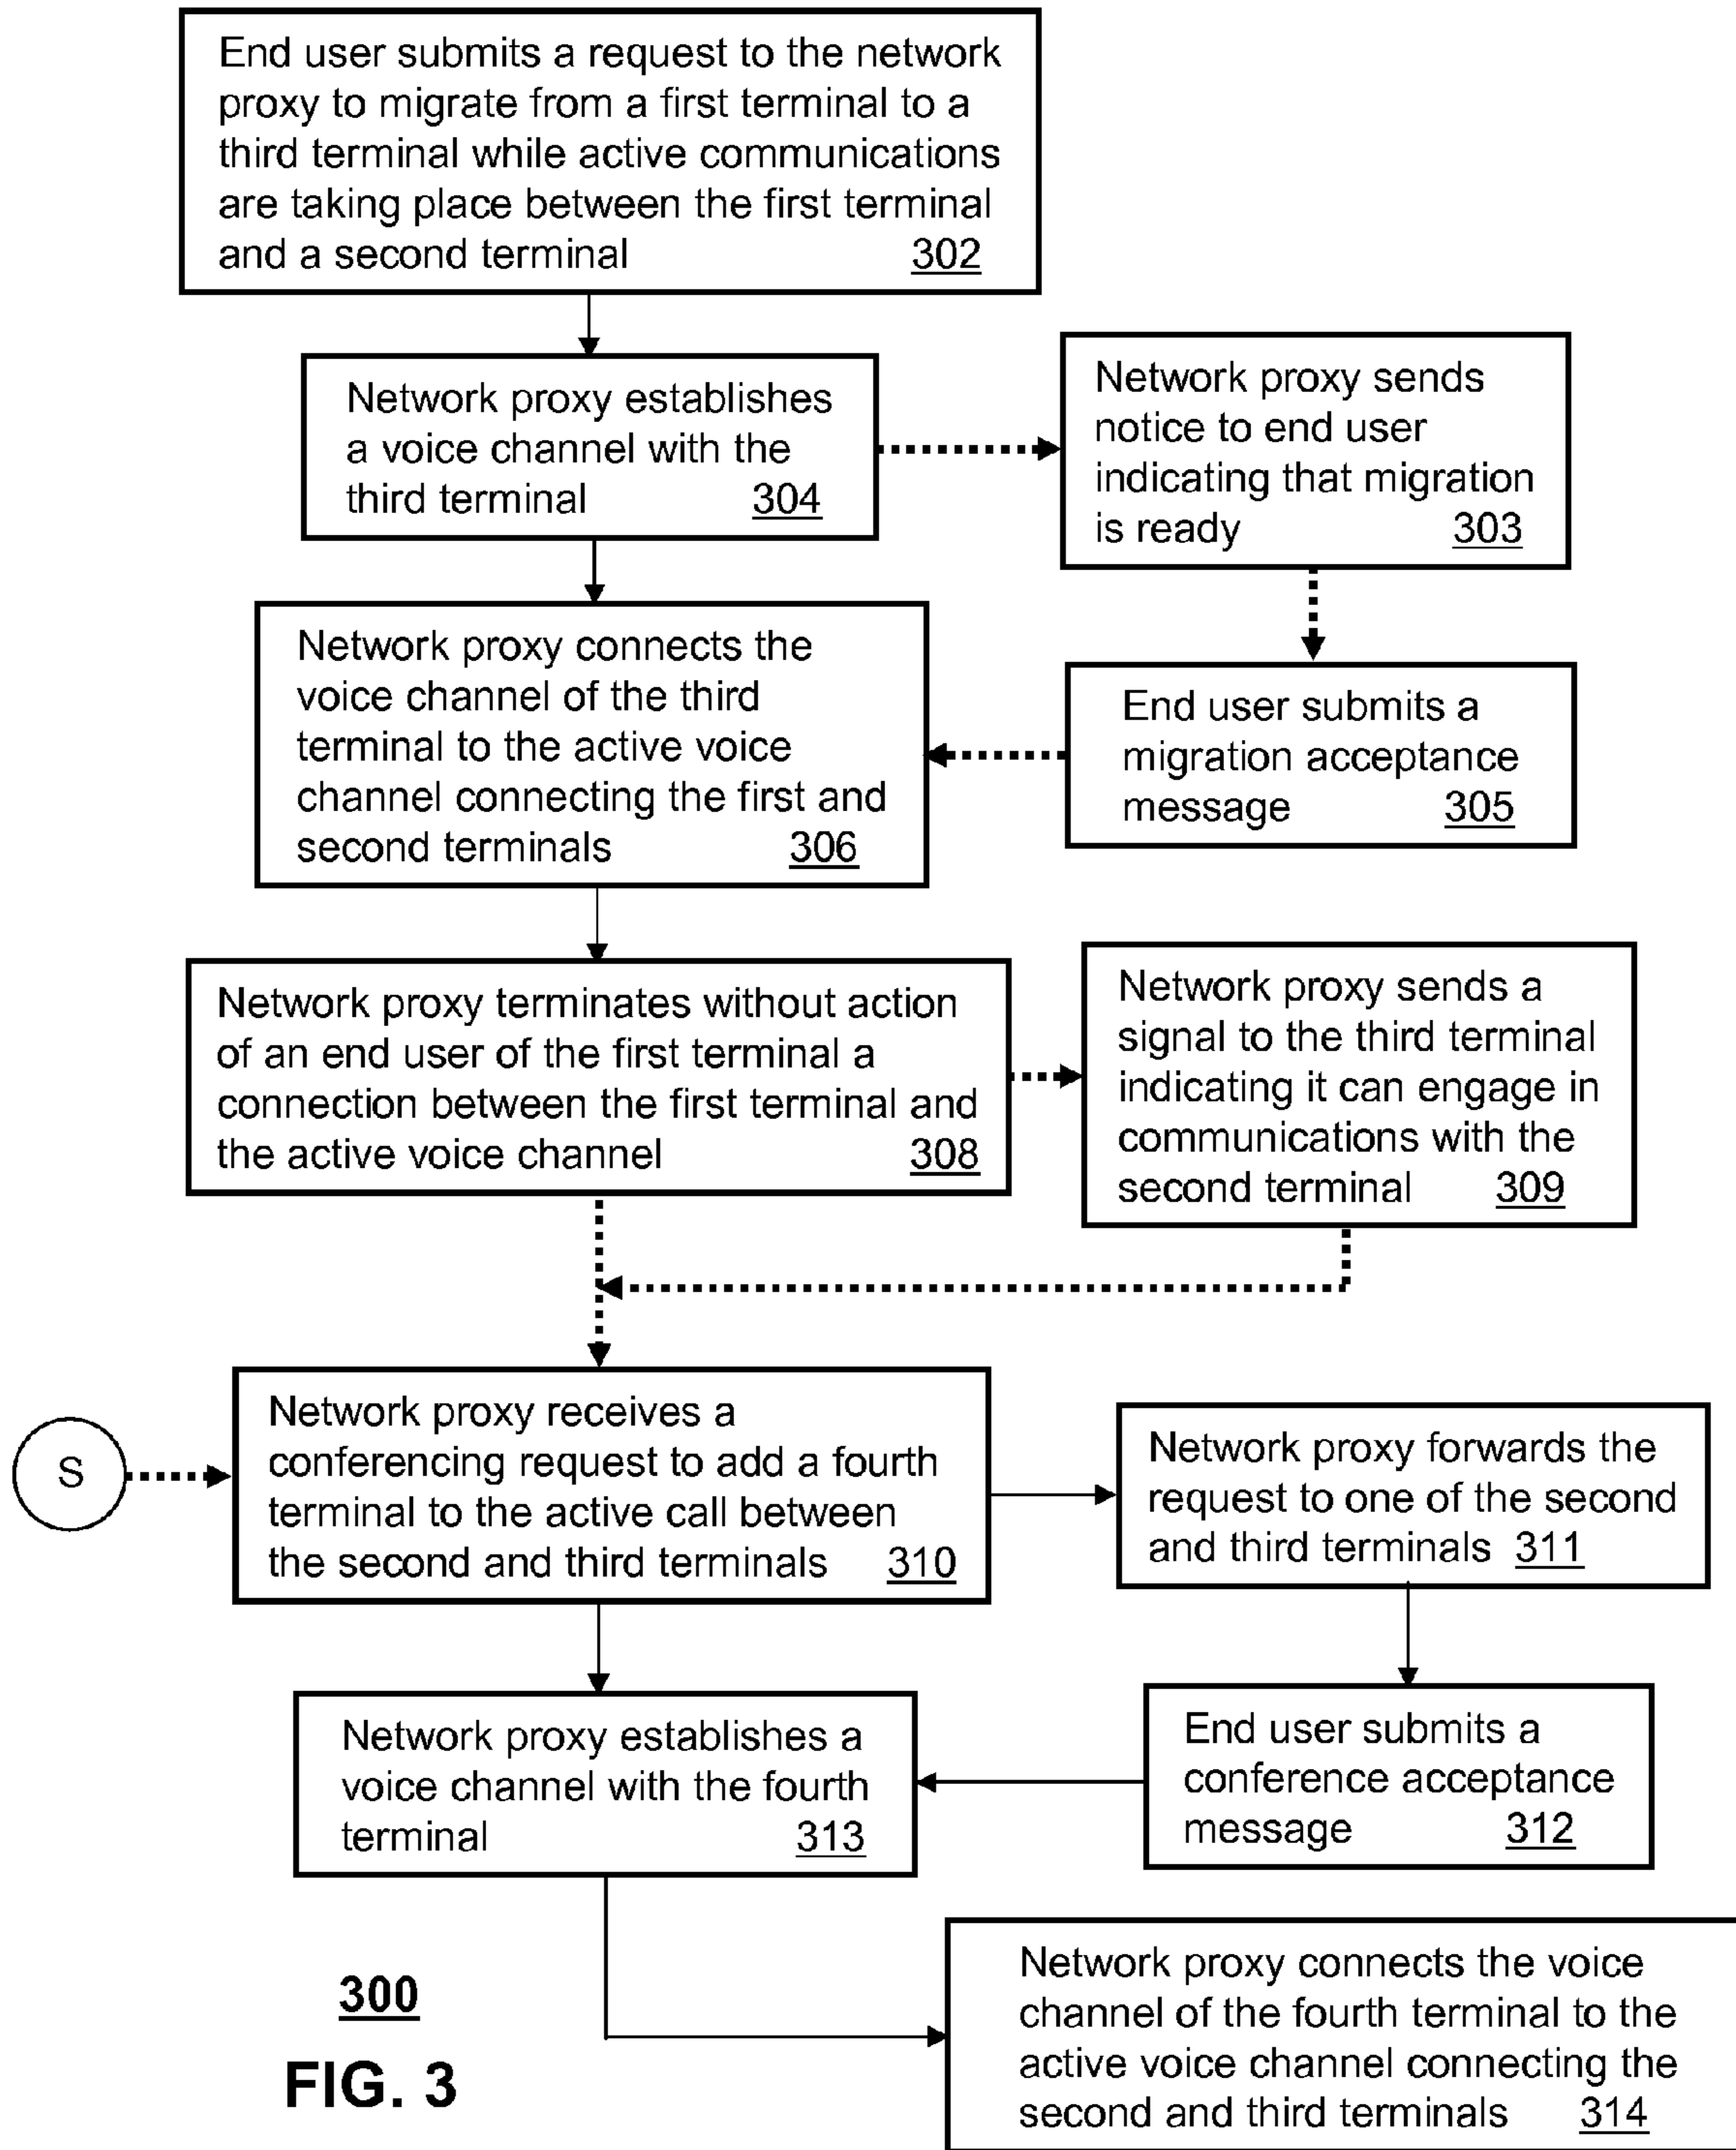 End user submits a request to the network
proxy to migrate from a first terminal to a
third terminal while active communications
are taking place between the first terminal
and a second terminal 302
Network proxy establishes
a voice channel with the
third terminal 304
Network proxy sends
notice to end user
indicating that migration
is ready 303
Network proxy connects the
voice channel of the third
terminal to the active voice
channel connecting the first and
second terminals 306
End user submits a
migration acceptance
message 305
Network proxy terminates without action
of an end user of the first terminal a
connection between the first terminal and
the active voice channel 308
Network proxy sends a
signal to the third terminal
indicating it can engage in
communications with the
second terminal 309
S
Network proxy receives a
conferencing request to add a fourth
terminal to the active call between
the second and third terminals 310
Network proxy forwards the
request to one of the second
and third terminals 311
Network proxy establishes a
voice channel with the fourth
terminal 313
End user submits a
conference acceptance
message 312
Network proxy connects the voice
channel of the fourth terminal to the
active voice channel connecting the
second and third terminals 314
300
FIG. 3